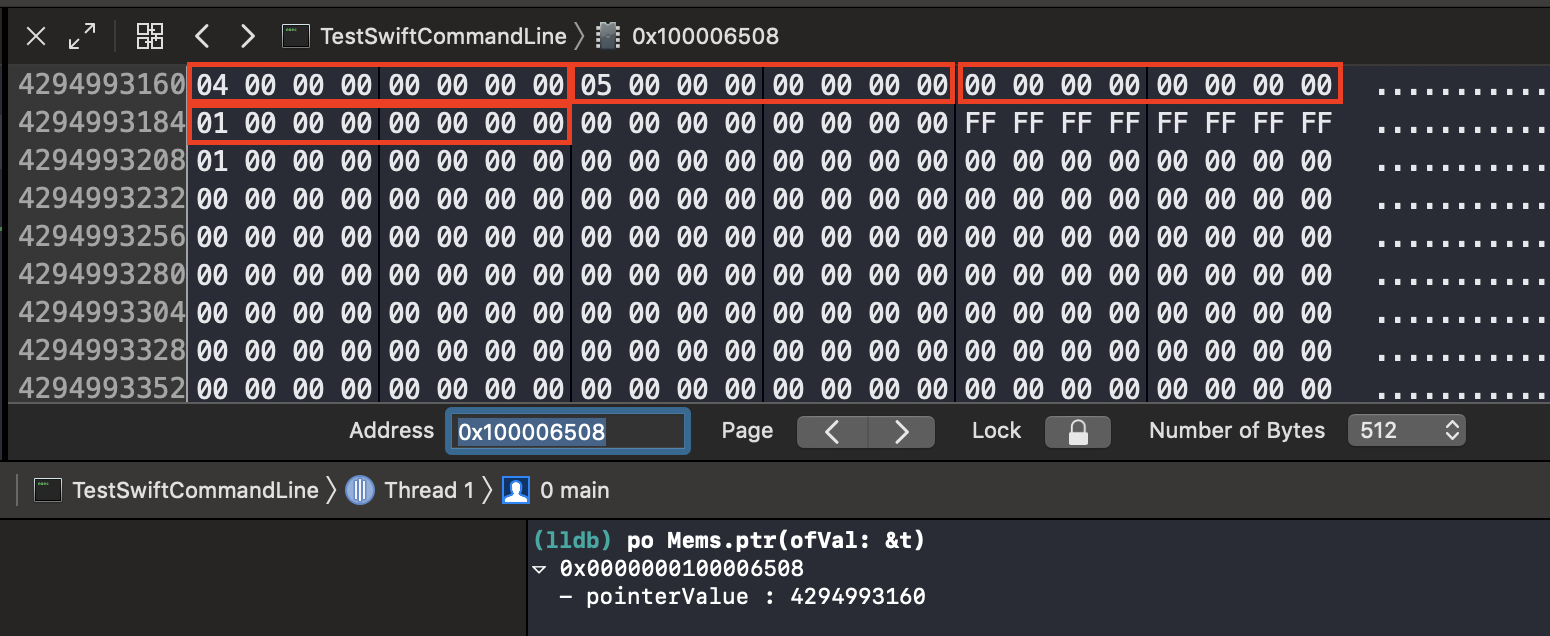 TestSwiftCommandLine 〉 0x100006508
4294993160 04 00 00 00 00 00 00 00 05 00 00 00 00 00 00 00 00 00 00 00 00 00 00 00 ...........
4294993184 01 00 00 00 00 00 00 00 00 00 00 00 00 00 00 00 FF FF FF FF FF FF FF FF ...........
4294993208 01 00 00 00 00 00 00 00 00 00 00 00 00 00 00 00 00 00 00 00 00 00 00 00 ...........
4294993232 00 00 00 00 00 00 00 00 00 00 00 00 00 00 00 00 00 00 00 00 00 00 00 00 ...........
4294993256 00 00 00 00 00 00 00 00 00 00 00 00 00 00 00 00 00 00 00 00 00 00 00 00 ...........
4294993280 00 00 00 00 00 00 00 00 00 00 00 00 00 00 00 00 00 00 00 00 00 00 00 00 ...........
4294993304 00 00 00 00 00 00 00 00 00 00 00 00 00 00 00 00 00 00 00 00 00 00 00 00 ...........
4294993328 00 00 00 00 00 00 00 00 00 00 00 00 00 00 00 00 00 00 00 00 00 00 00 00 ...........
4294993352 00 00 00 00 00 00 00 00 00 00 00 00 00 00 00 00 00 00 00 00 00 00 00 00 ...........
Address 0x100006508 Page Lock Number of Bytes 512
TestSwiftCommandLine 〉 Thread 1 〉 0 main
(lldb) po Mems.ptr(ofVal: &t)
▿ 0x0000000100006508
– pointerValue : 4294993160